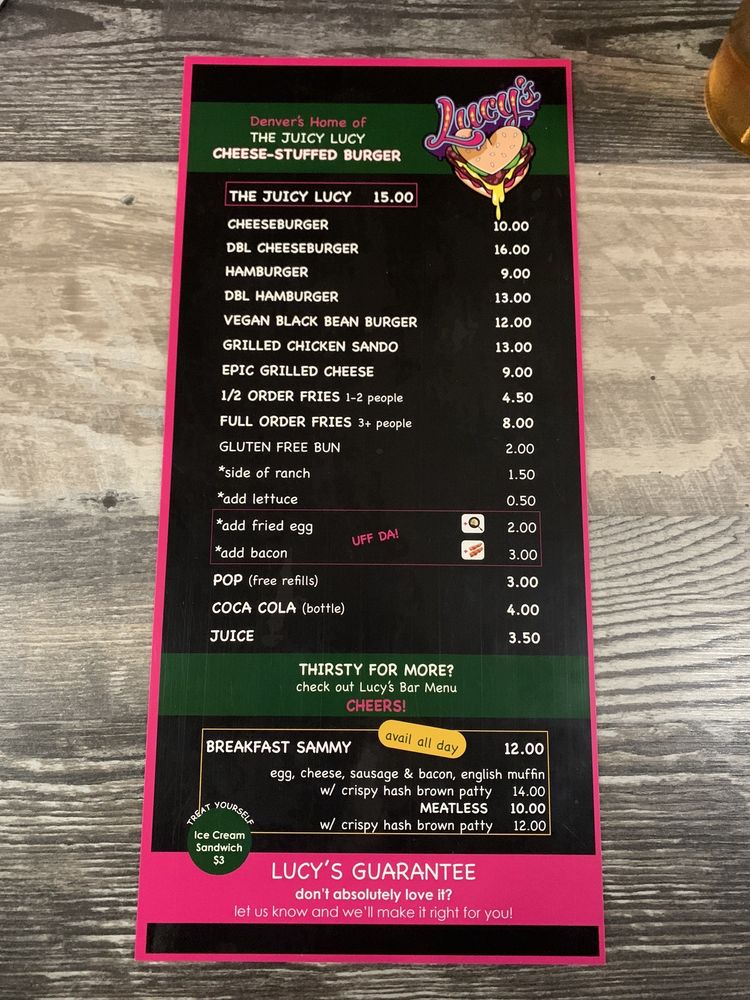 Lucy's
Denver's Home of
THE JUICY LUCY
CHEESE-STUFFED BURGER
THE JUICY LUCY 15.00
CHEESEBURGER 10.00
DBL CHEESEBURGER 16.00
HAMBURGER 9.00
DBL HAMBURGER 13.00
VEGAN BLACK BEAN BURGER 12.00
GRILLED CHICKEN SANDO 13.00
EPIC GRILLED CHEESE 9.00
1/2 ORDER FRIES 1-2 people 4.50
FULL ORDER FRIES 3+ people 8.00
GLUTEN FREE BUN 2.00
*side of ranch 1.50
*add lettuce 0.50
*add fried egg 2.00
UFF DA!
*add bacon 3.00
POP (free refills) 3.00
COCA COLA (bottle) 4.00
JUICE 3.50
THIRSTY FOR MORE?
check out Lucy's Bar Menu
CHEERS!
avail all day
BREAKFAST SAMMY 12.00
egg, cheese, sausage & bacon, english muffin
w/ crispy hash brown patty 14.00
MEATLESS 10.00
w/ crispy hash brown patty 12.00
TREAT YOURSELF
Ice Cream
Sandwich
$3
LUCY'S GUARANTEE
don't absolutely love it?
let us know and we'll make it right for you!